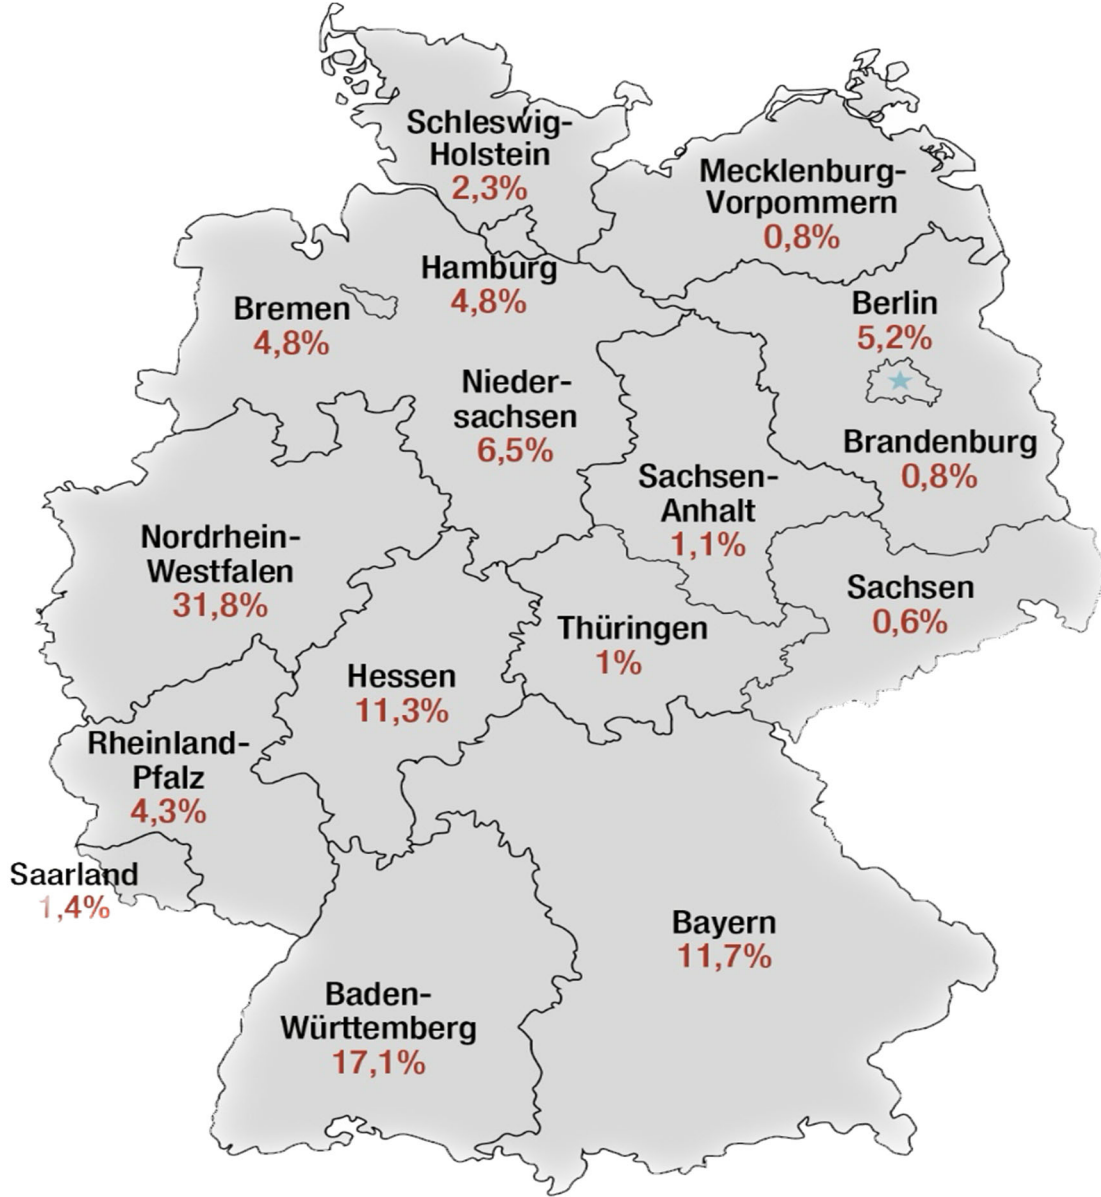 Schleswig-
Holstein
2,3%
Mecklenburg-
Vorpommern
0,8%
Hamburg
4,8%
Bremen
4,8%
Berlin
5,2%
Nieder-
sachsen
6,5%
Brandenburg
0,8%
Sachsen-
Anhalt
1,1%
Nordrhein-
Westfalen
31,8%
Sachsen
0,6%
Thüringen
1%
Hessen
11,3%
Rheinland-
Pfalz
4,3%
Saarland
1,4%
Bayern
11,7%
Baden-
Württemberg
17,1%